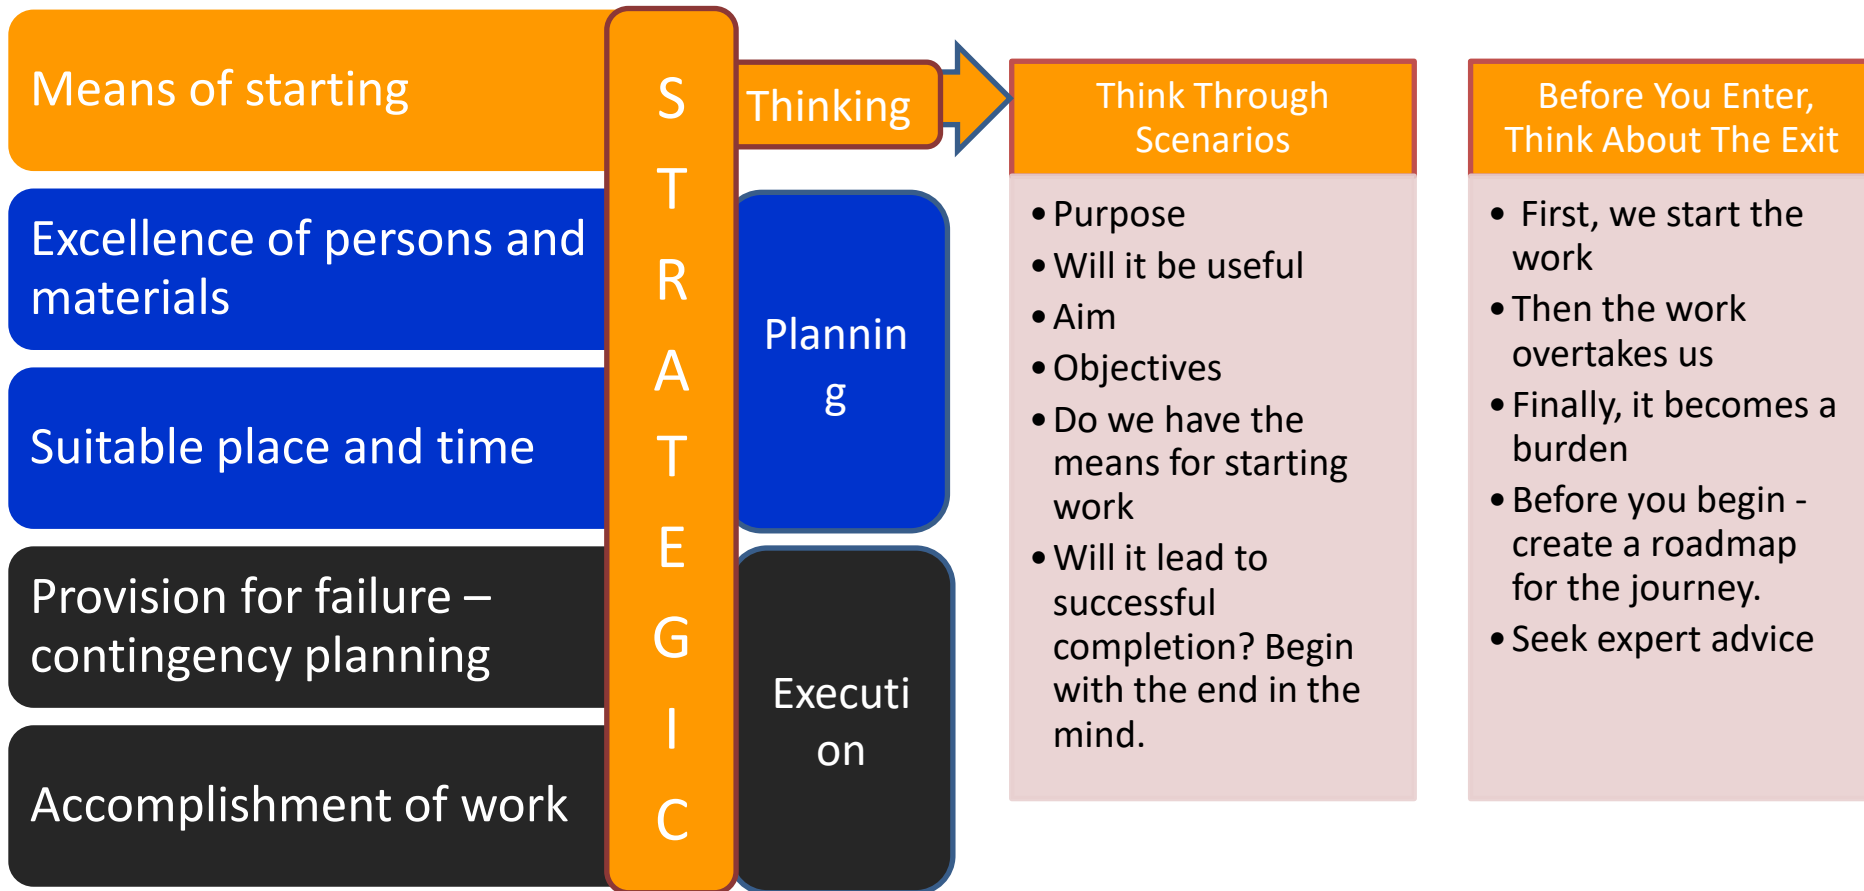 Means of starting
Excellence of persons and
materials
Suitable place and time
Provision for failure –
contingency planning
Accomplishment of work
S
T
R
A
T
E
G
I
C
Thinking
Plannin
g
Executi
on
Think Through
Scenarios
• Purpose
• Will it be useful
• Aim
• Objectives
• Do we have the
means for starting
work
• Will it lead to
successful
completion? Begin
with the end in the
mind.
Before You Enter,
Think About The Exit
• First, we start the
work
• Then the work
overtakes us
• Finally, it becomes a
burden
• Before you begin -
create a roadmap
for the journey.
• Seek expert advice